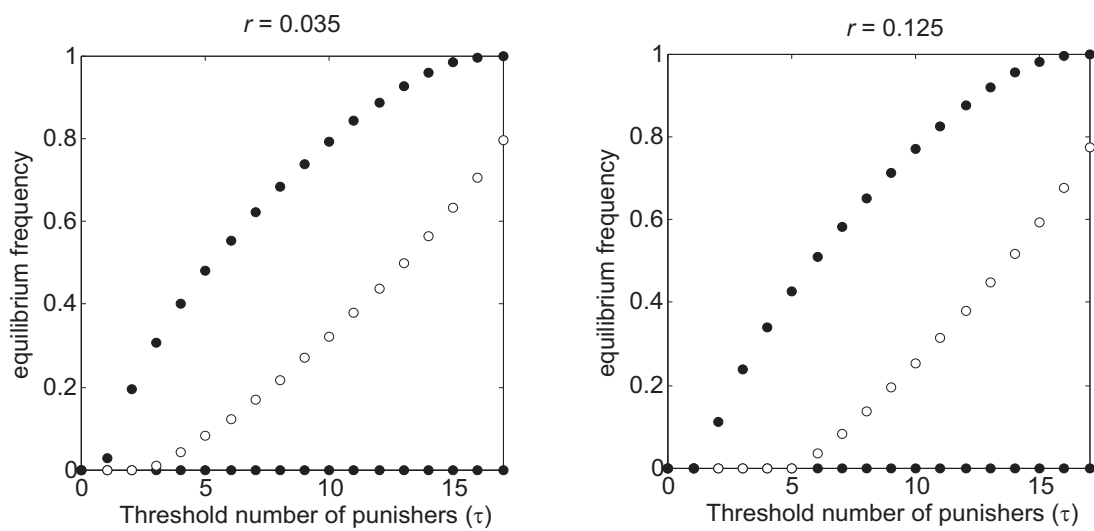 r = 0.035
1
0.8
0.6
0.4
0.2
0
equilibrium frequency
0 5 10 15
Threshold number of punishers (τ)
r = 0.125
1
0.8
0.6
0.4
0.2
0
equilibrium frequency
0 5 10 15
Threshold number of punishers (τ)